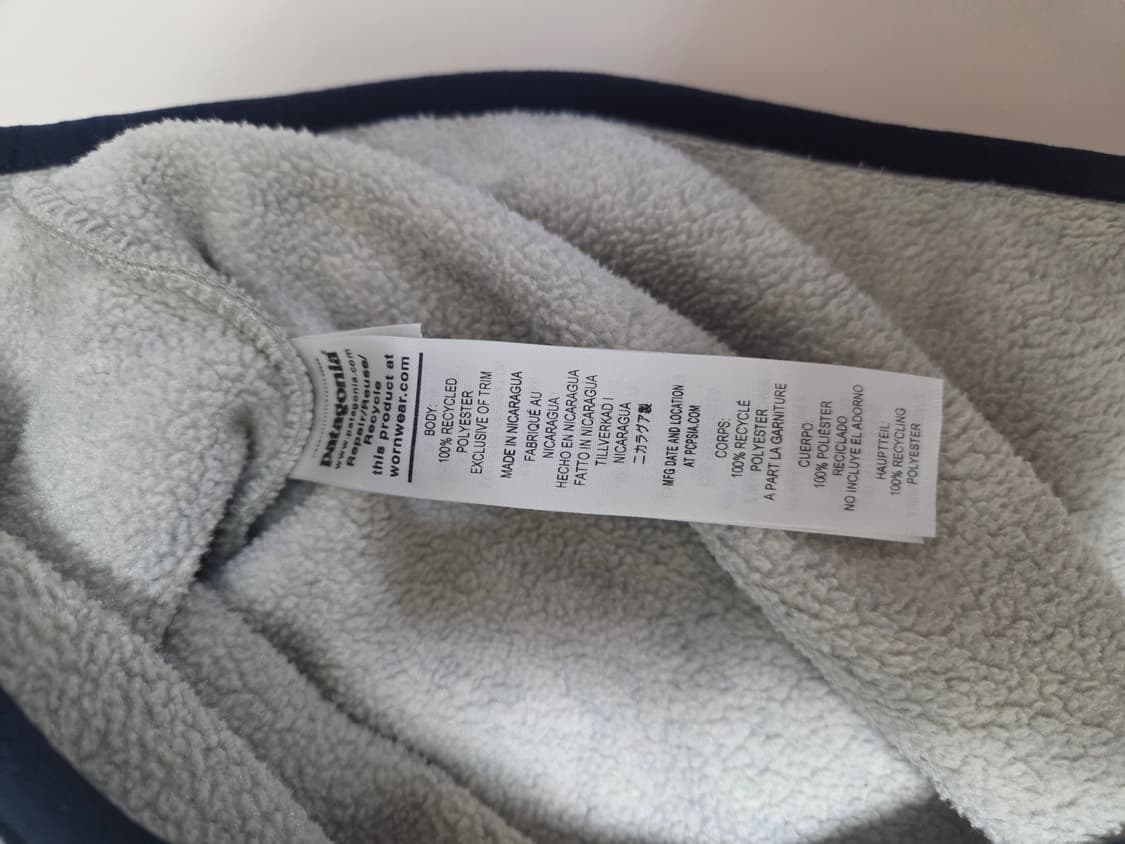 patagonia
www.patagonia.com
Repair/Reuse/
Recycle
this product at
wornwear.com
BODY:
100% RECYCLED
POLYESTER
EXCLUSIVE OF TRIM
MADE IN NICARAGUA
FABRIQUÉ AU
NICARAGUA
HECHO EN NICARAGUA
FATTO IN NICARAGUA
TILLVERKAD I
NICARAGUA
ニカラグア製
MFG DATE AND LOCATION
AT PCPSIA.COM
CORPS:
100% RECYCLÉ
POLYESTER
A PART LA GARNITURE
CUERPO:
100% POLIÉSTER
RECICLADO
NO INCLUYE EL ADORNO
HAUPTTEIL:
100% RECYCLING
POLYESTER